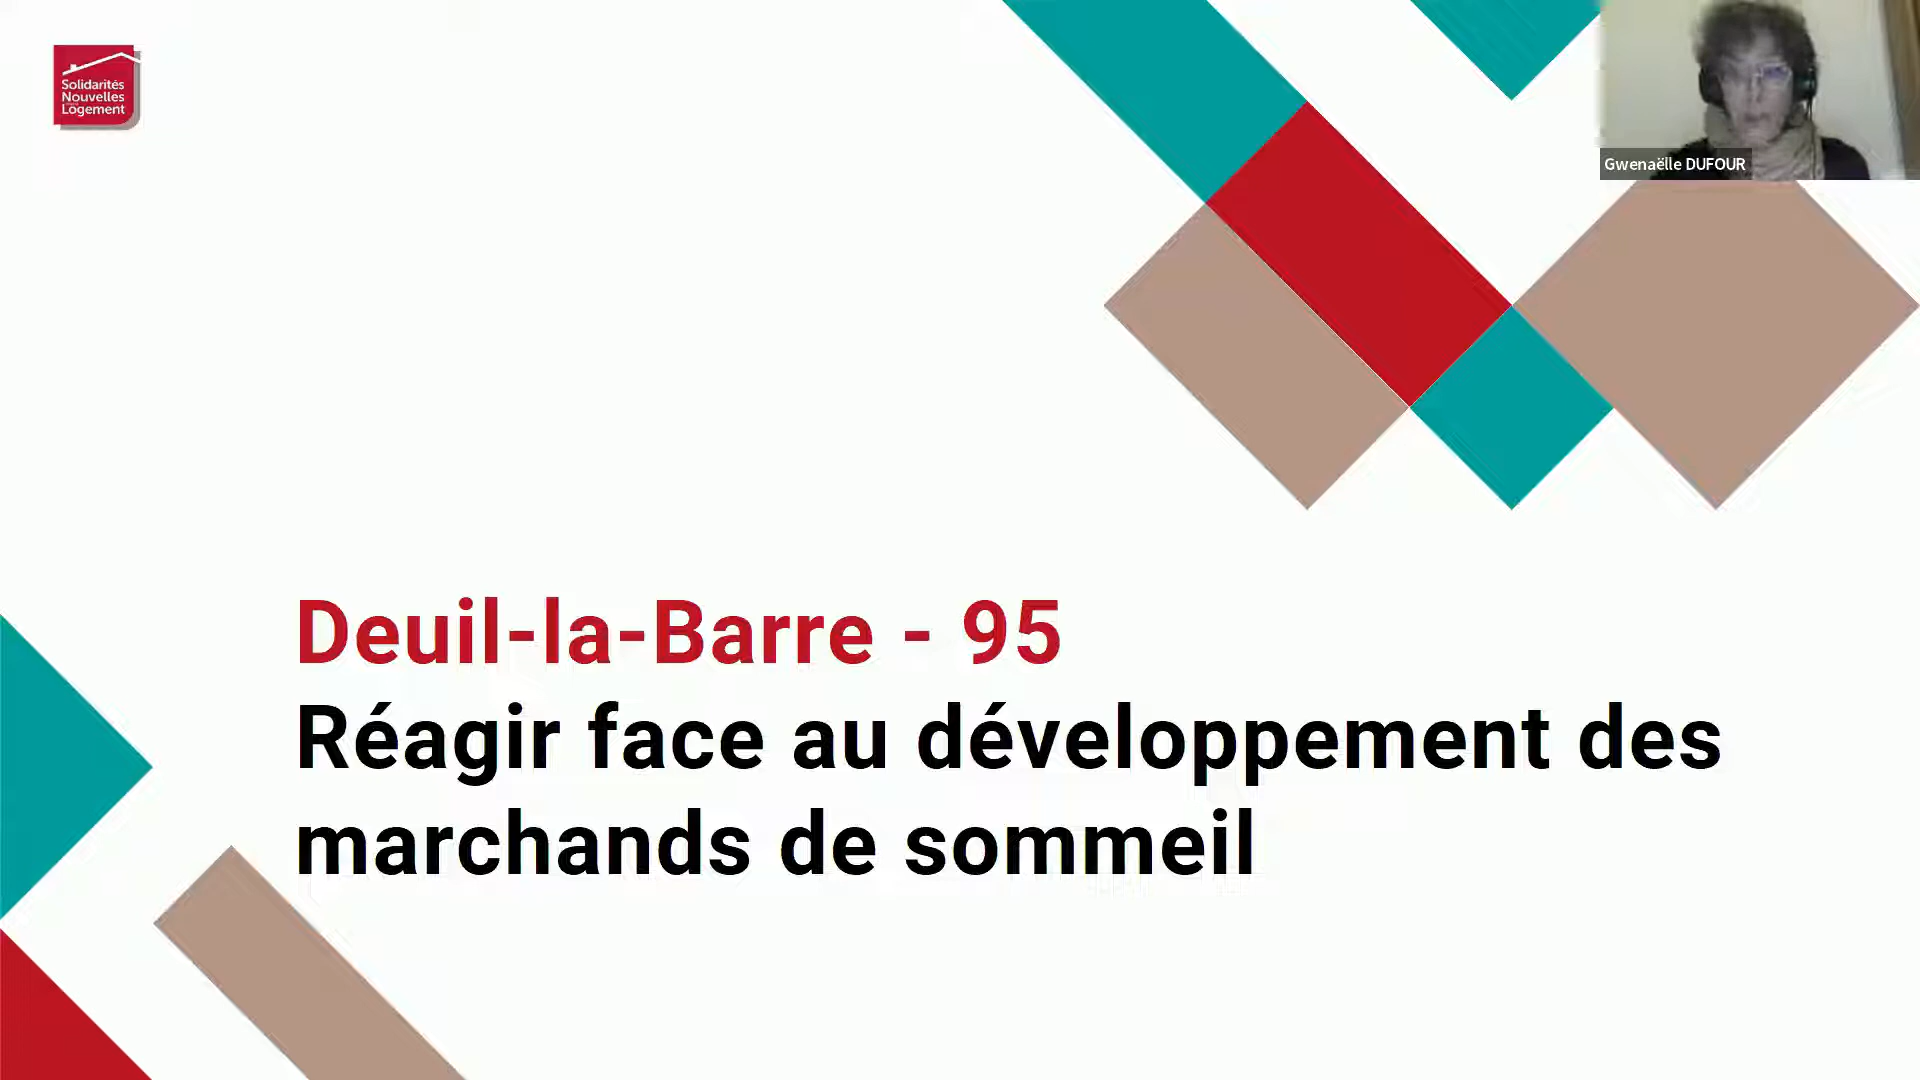 Solidarités
Nouvelles
Logement
Gwenaëlle DUFOUR
Deuil-la-Barre - 95
Réagir face au développement des
marchands de sommeil